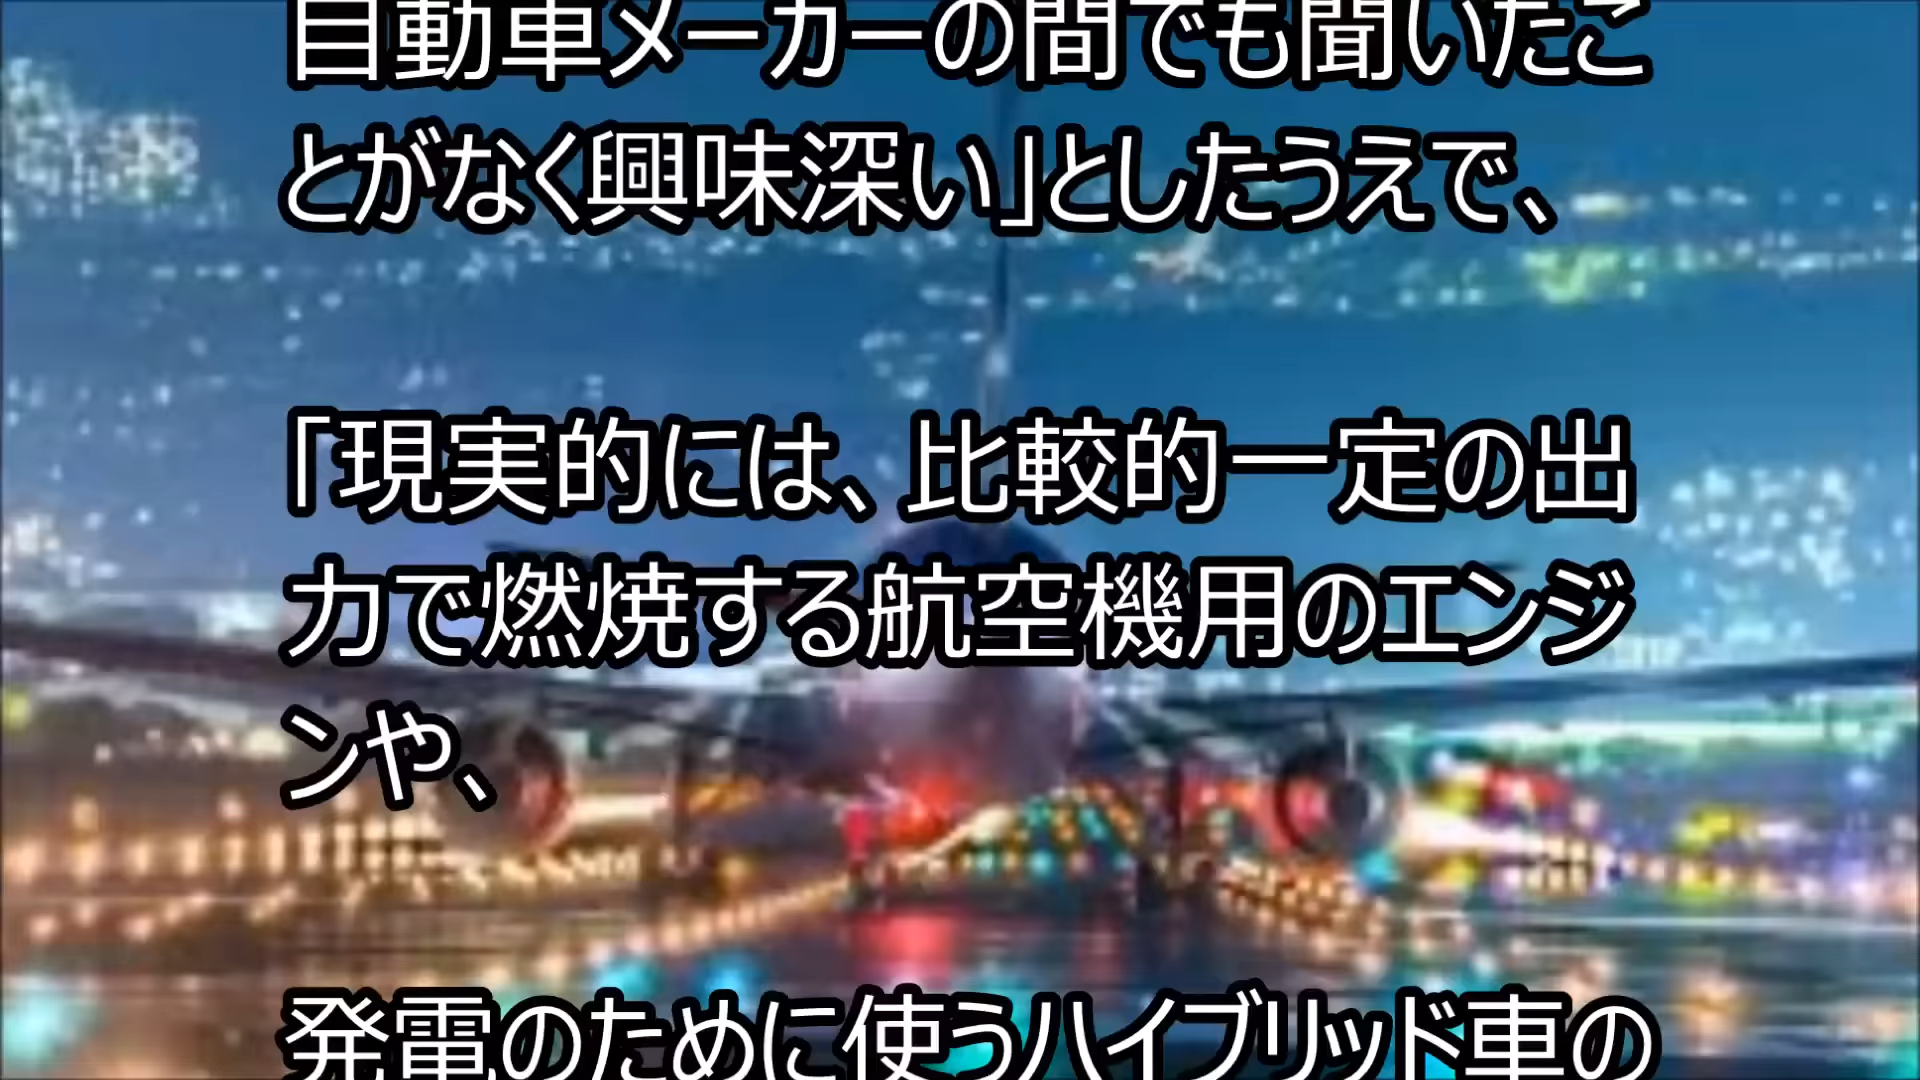 自動車メーカーの間でも聞いたこ
とがなく興味深い」としたうえで、
「現実的には、比較的一定の出
力で燃焼する航空機用のエンジ
ンや、
発電のために使うハイブリッド車の